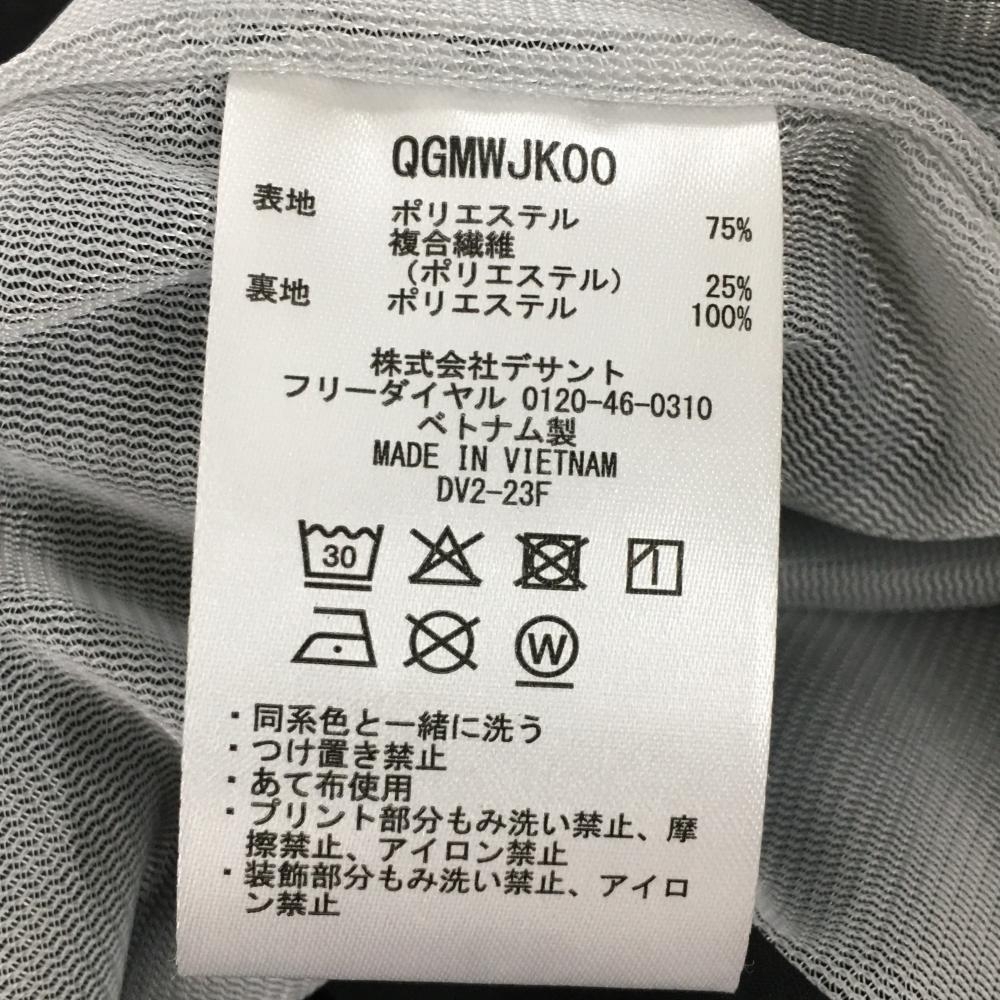 QGMWJK00
表地 ポリエステル 75%
複合繊維
(ポリエステル) 25%
裏地 ポリエステル 100%
株式会社デサント
フリーダイヤル 0120-46-0310
ベトナム製
MADE IN VIETNAM
DV2-23F
30
W
・同系色と一緒に洗う
・つけ置き禁止
・あて布使用
・プリント部分もみ洗い禁止、摩
擦禁止、アイロン禁止
・装飾部分もみ洗い禁止、アイロ
ン禁止